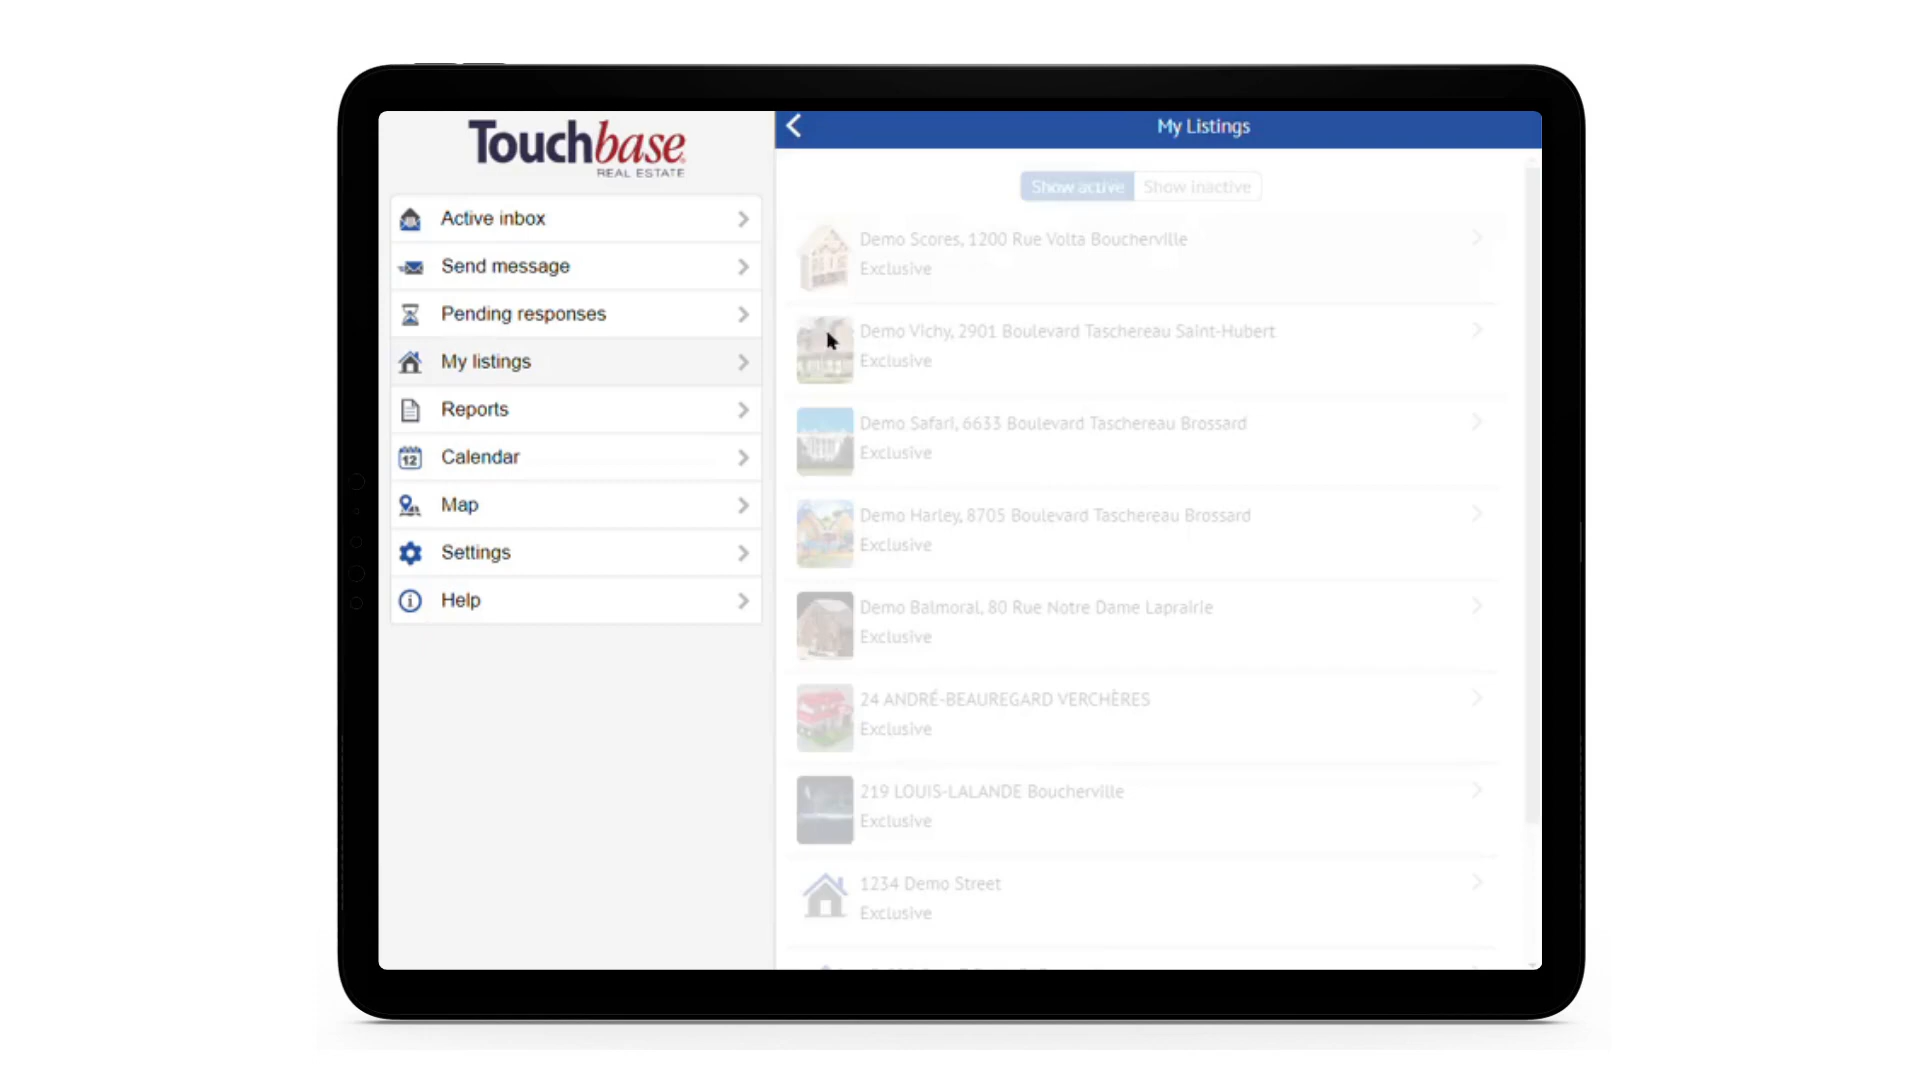 Touchbase
REAL ESTATE
Active inbox
Send message
Pending responses
My listings
Reports
12
Calendar
Map
Settings
Help
My Listings
Show active
Show inactive
Demo Scores, 1200 Rue Volta Boucherville
Exclusive
Demo Vichy, 2901 Boulevard Taschereau Saint-Hubert
Exclusive
Demo Safari, 6633 Boulevard Taschereau Brossard
Exclusive
Demo Harley, 8705 Boulevard Taschereau Brossard
Exclusive
Demo Balmoral, 80 Rue Notre Dame Laprairie
Exclusive
24 ANDRÉ-BEAUREGARD VERCHÈRES
Exclusive
219 LOUIS-LALANDE Boucherville
Exclusive
1234 Demo Street
Exclusive